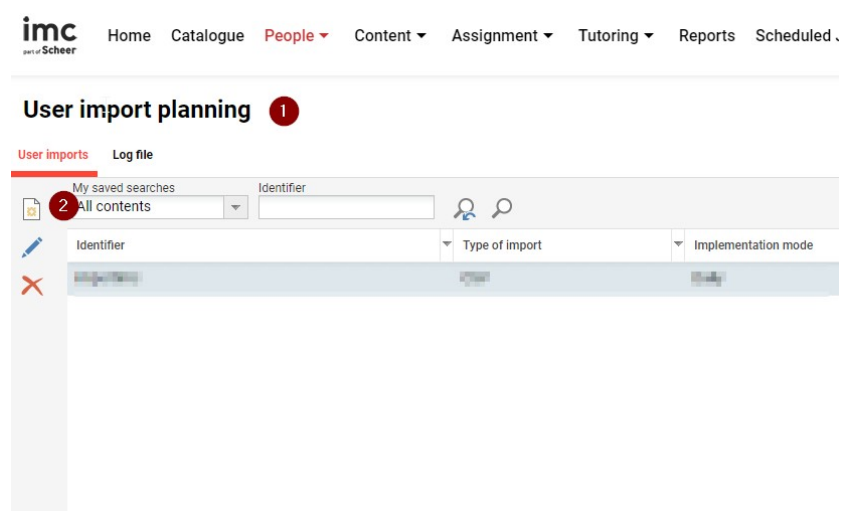 imc
part of Scheer
Home Catalogue People Content Assignment Tutoring Reports Scheduled
User import planning 1
User imports Log file
My saved searches Identifier
2 All contents
Identifier Type of import Implementation mode